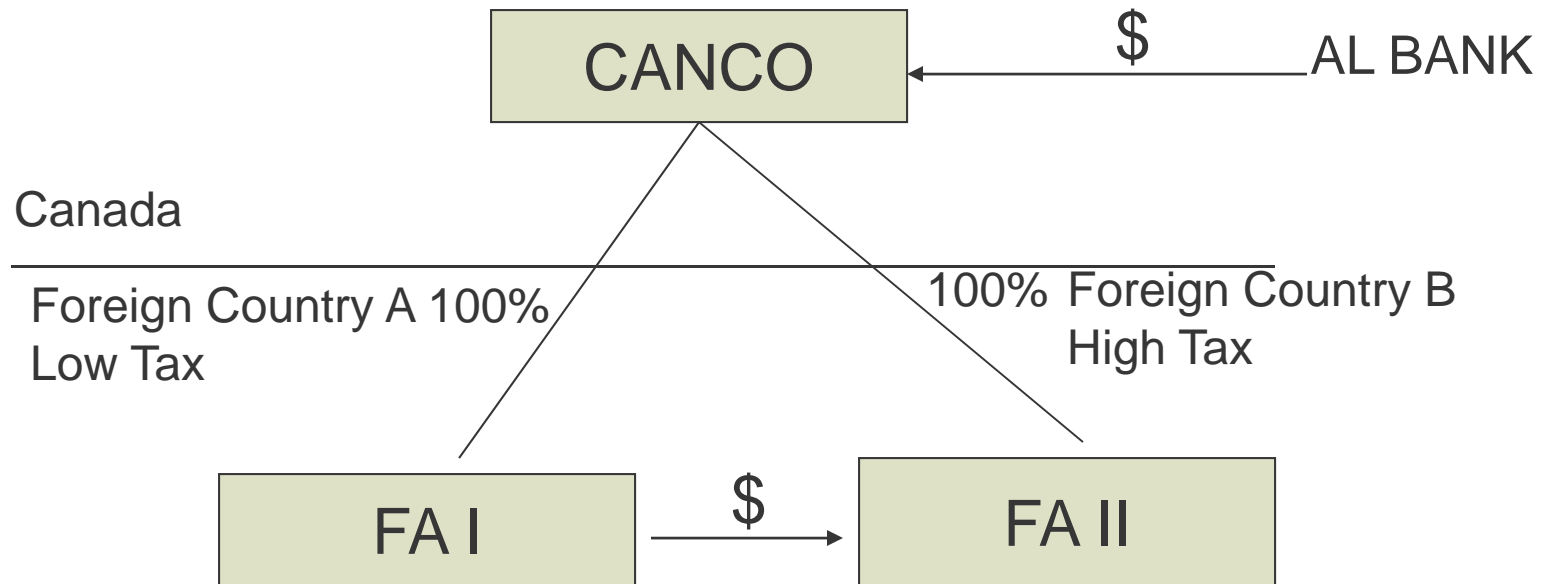 CANCO
$
AL BANK
Canada
Foreign Country A 100%
Low Tax
100% Foreign Country B
High Tax
FA I
$
FA II